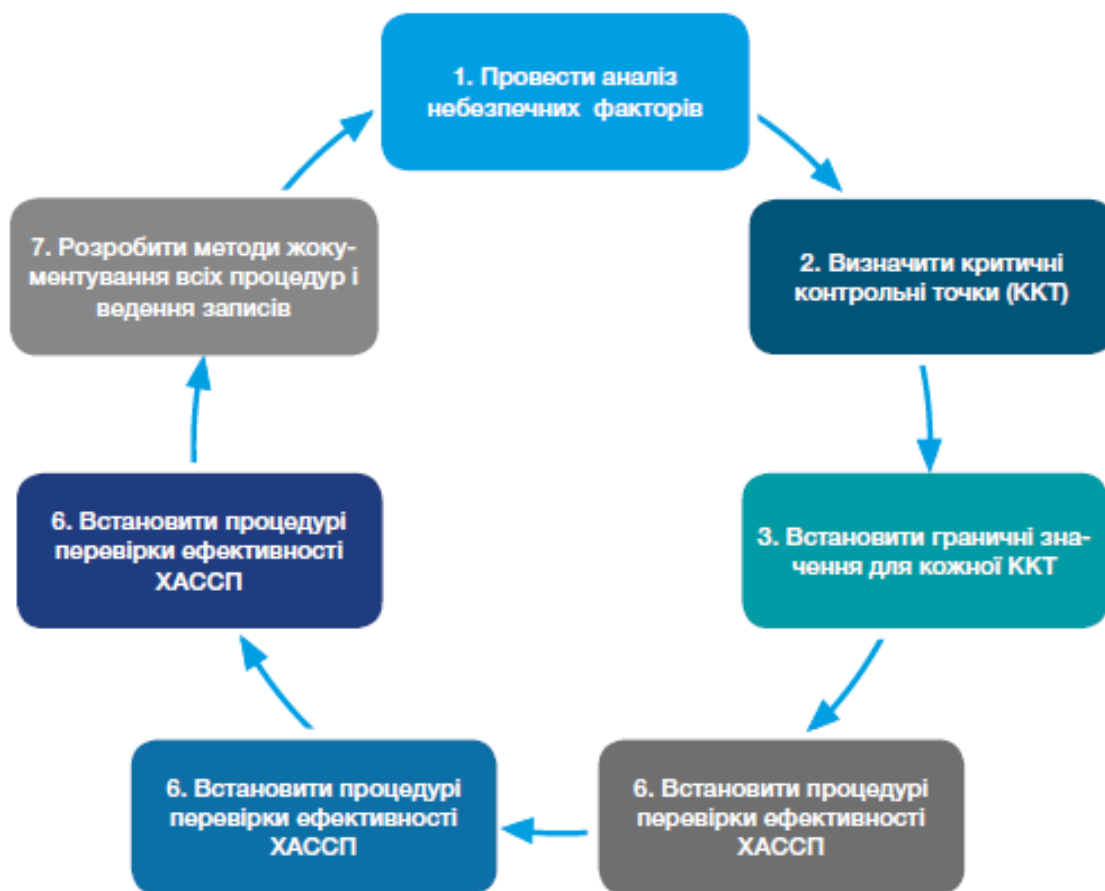 1. Провести аналіз
небезпечних факторів
2. Визначити критичні
контрольні точки (ККТ)
3. Встановити граничні зна-
чення для кожної ККТ
6. Встановити процедурі
перевірки ефективності
ХАССП
6. Встановити процедурі
перевірки ефективності
ХАССП
6. Встановити процедурі
перевірки ефективності
ХАССП
7. Розробити методи жоку-
ментування всіх процедур і
ведення записів